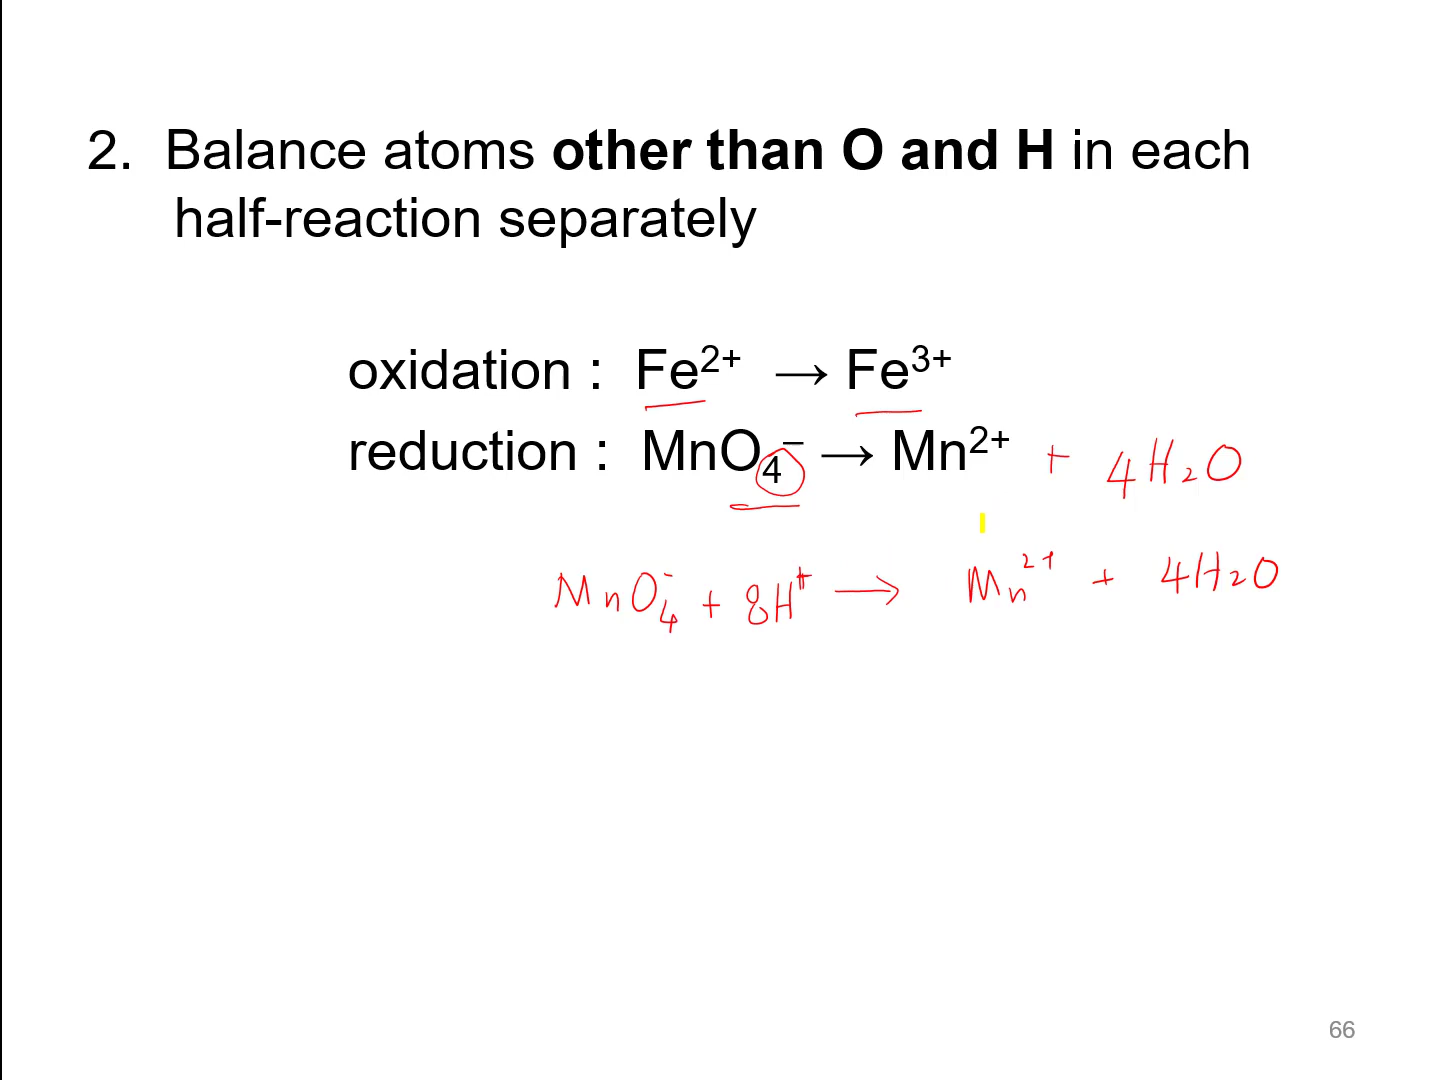 2. Balance atoms other than O and H in each
half-reaction separately
oxidation : Fe²⁺ → Fe³⁺
reduction : MnO₄⁻ → Mn²⁺ + 4H₂O
MnO₄⁻ + 8H⁺ → Mn²⁺ + 4H₂O
66